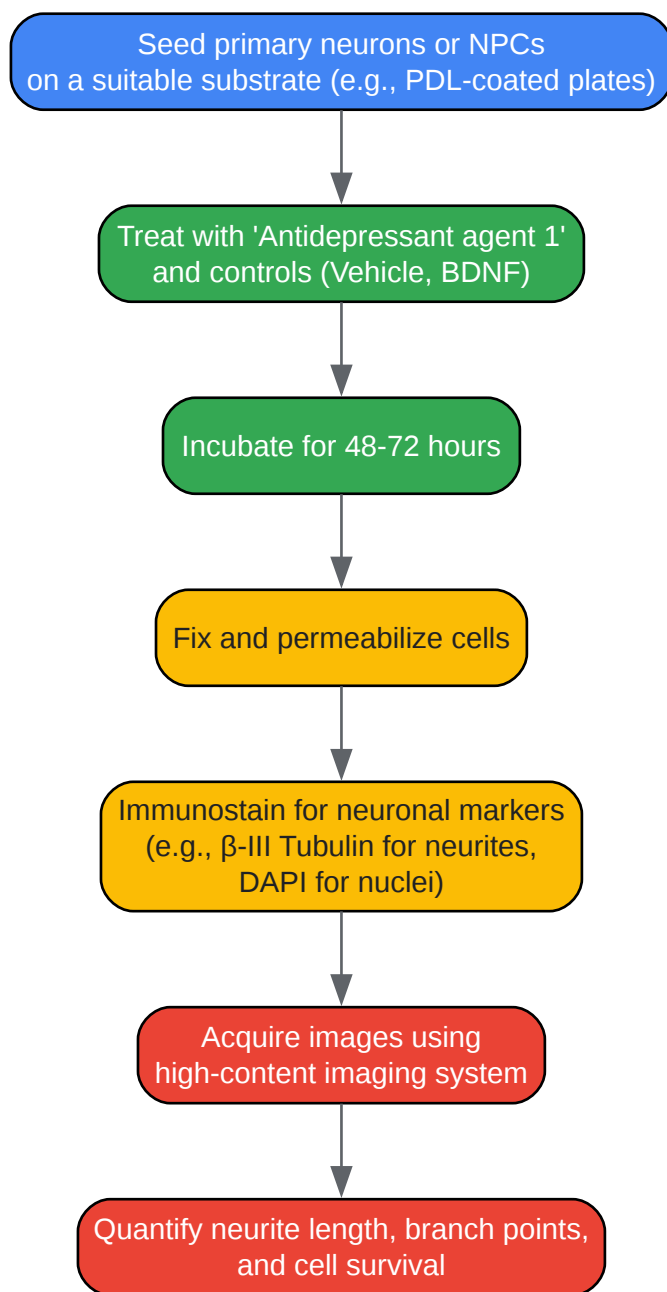 Seed primary neurons or NPCs
on a suitable substrate (e.g., PDL-coated plates)
Treat with 'Antidepressant agent 1'
and controls (Vehicle, BDNF)
Incubate for 48-72 hours
Fix and permeabilize cells
Immunostain for neuronal markers
(e.g., β-III Tubulin for neurites,
DAPI for nuclei)
Acquire images using
high-content imaging system
Quantify neurite length, branch points,
and cell survival